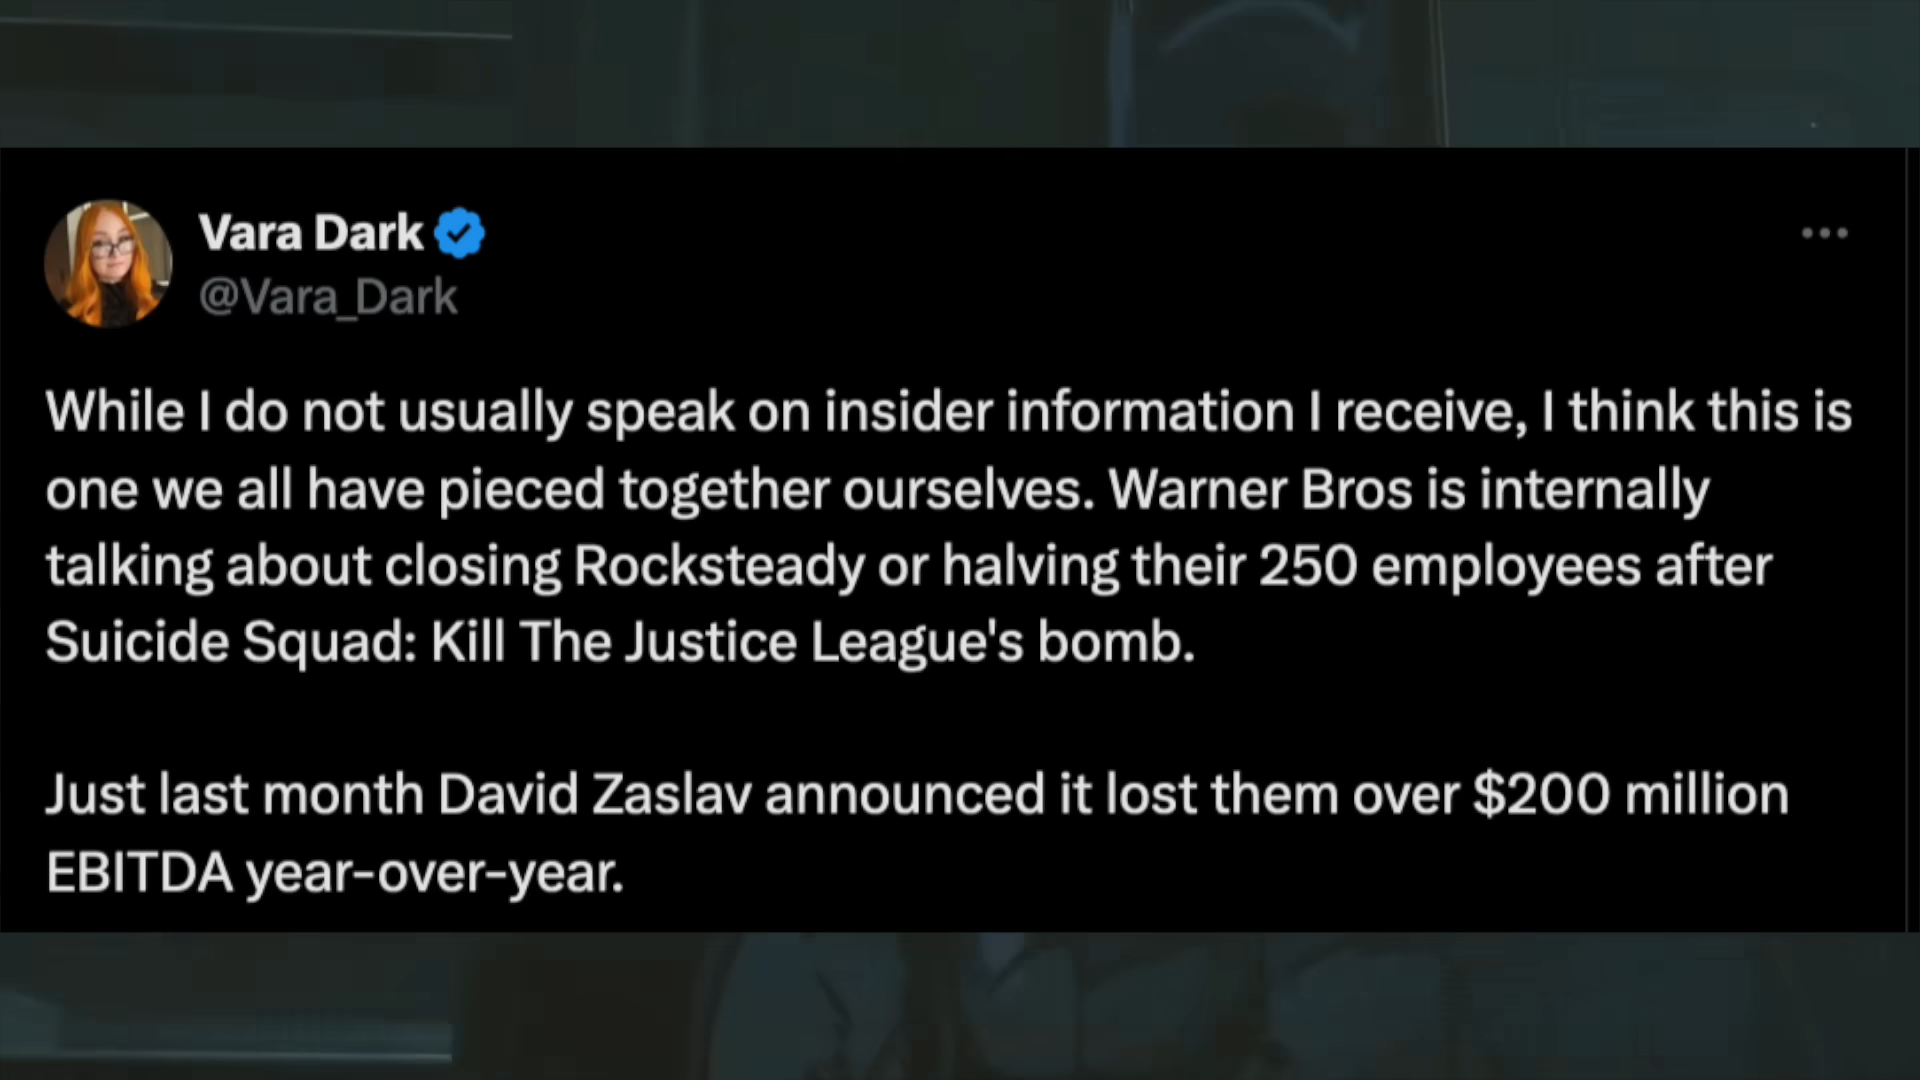 Vara Dark
@Vara_Dark
While I do not usually speak on insider information I receive, I think this is
one we all have pieced together ourselves. Warner Bros is internally
talking about closing Rocksteady or halving their 250 employees after
Suicide Squad: Kill The Justice League's bomb.
Just last month David Zaslav announced it lost them over $200 million
EBITDA year-over-year.